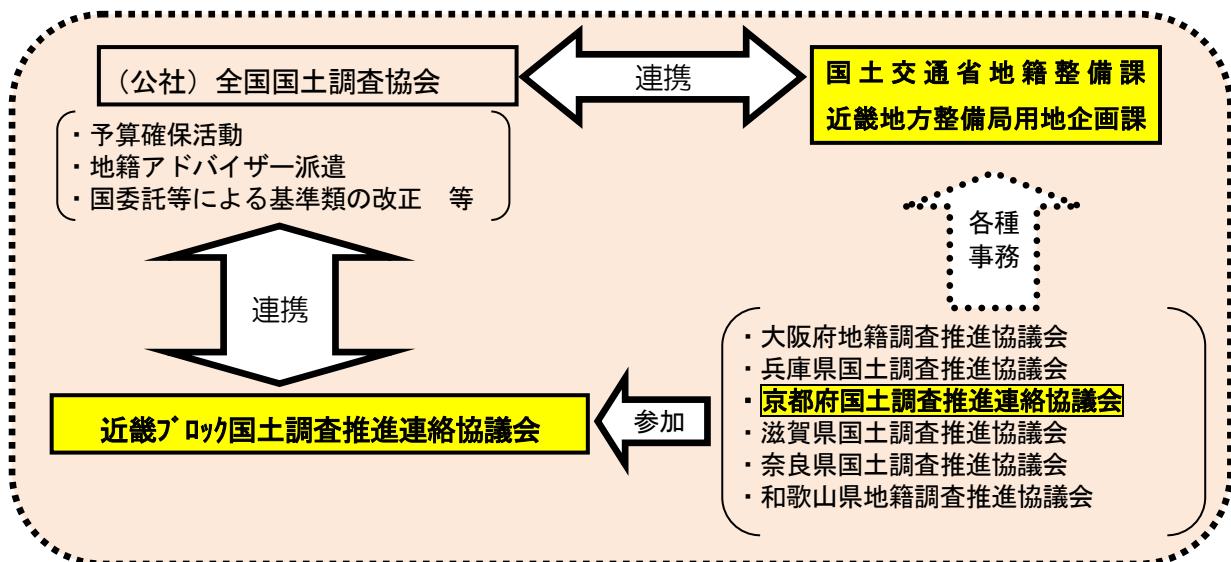 （公社）全国国土調査協会
・予算確保活動
・地籍アドバイザー派遣
・国委託等による基準類の改正　等
連携
国土交通省地籍整備課
近畿地方整備局用地企画課
各種
事務
連携
近畿ﾌﾞﾛｯｸ国土調査推進連絡協議会
参加
・大阪府地籍調査推進協議会
・兵庫県国土調査推進協議会
・京都府国土調査推進連絡協議会
・滋賀県国土調査推進協議会
・奈良県国土調査推進協議会
・和歌山県地籍調査推進協議会